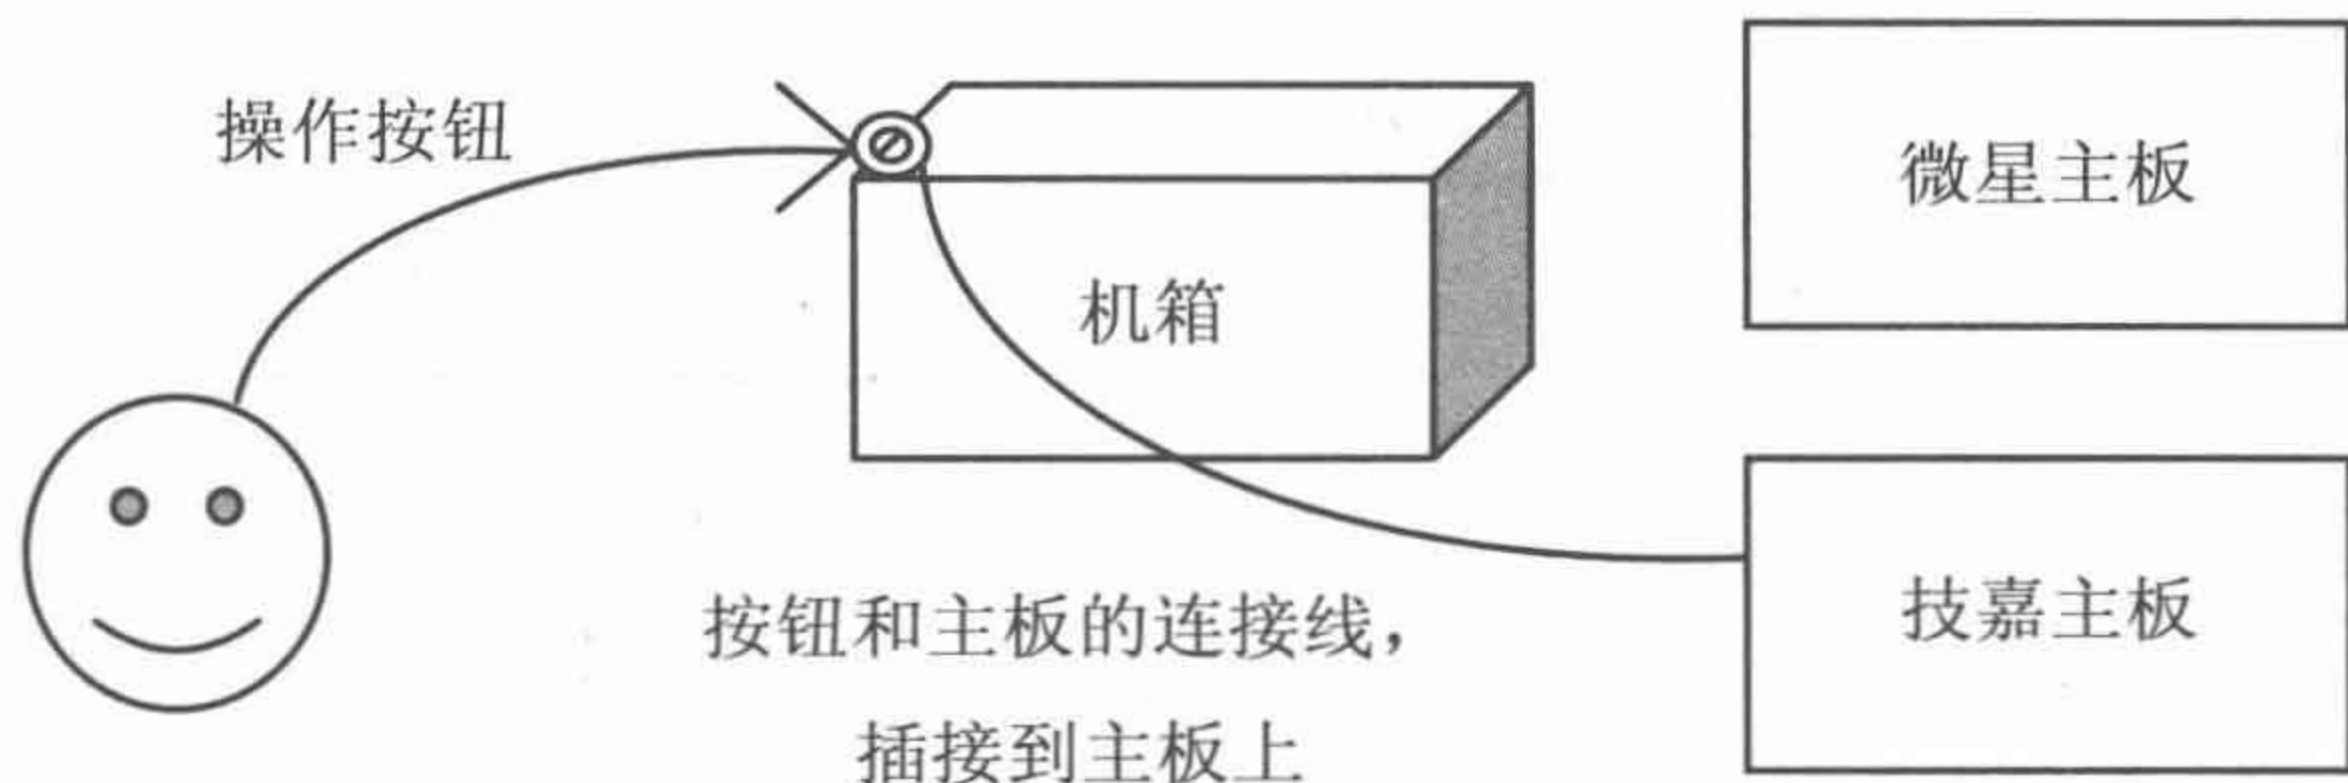 操作按钮
微星主板
机箱
技嘉主板
按钮和主板的连接线，
插接到主板上